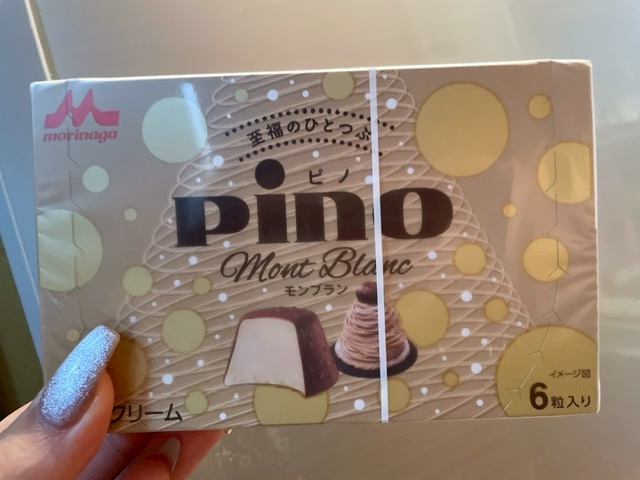 morinaga
至福のひとつぶ
ピノ
pino
Mont Blanc
モンブラン
クリーム
イメージ図
6粒入り